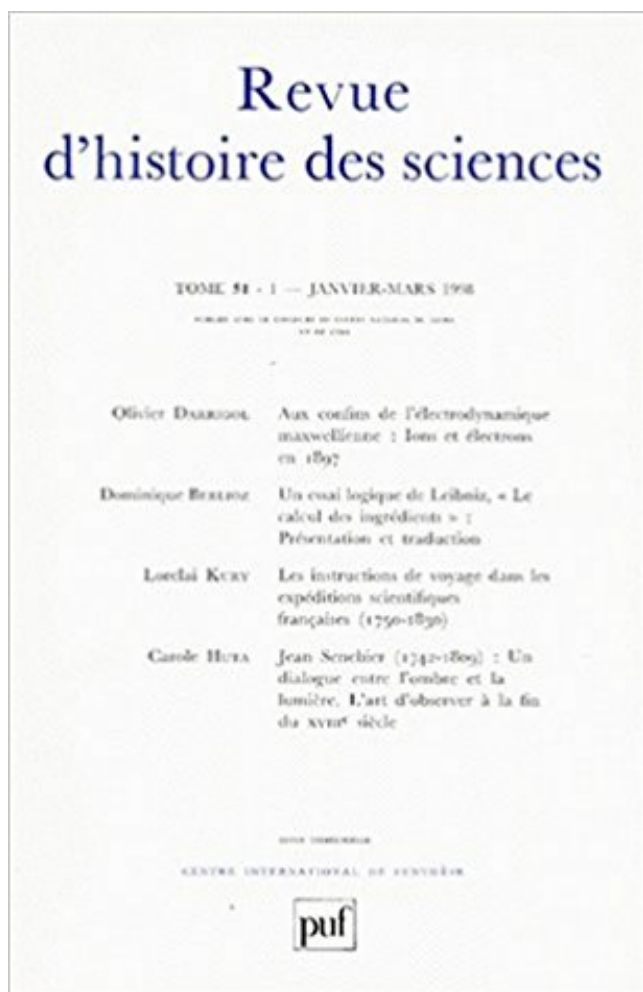 Revue
d'histoire des sciences
TOME 51 - 1 — JANVIER-MARS 1998
Olivier DARRIGOL
Aux confins de l'électrodynamique
maxwellienne : Ions et électrons
en 1897
Dominique BERLIOZ
Un essai logique de Leibniz, « Le
calcul des ingrédients » :
Présentation et traduction
Lorelai KURY
Les instructions de voyage dans les
expéditions scientifiques
françaises (1750-1830)
Carole HUTA
Jean Senebier (1742-1809) : Un
dialogue entre l'ombre et la
lumière. L'art d'observer à la fin
du XVIIIe siècle
REVUE TRIMESTRIELLE
CENTRE INTERNATIONAL DE SYNTHÈSE
puf